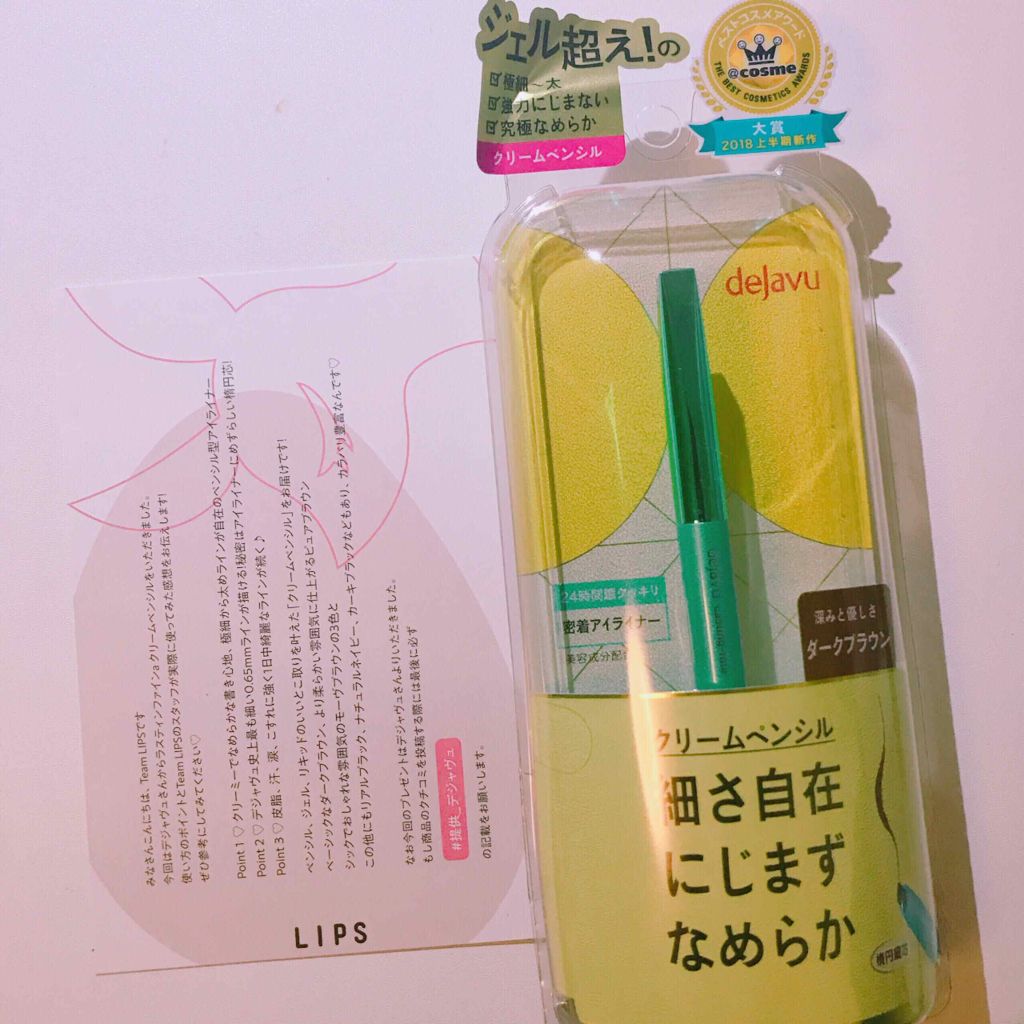 ジェル超え!の
極細～太
強力にじまない
究極なめらか
クリームペンシル
ベストコスメアワード
@cosme
THE BEST COSMETICS AWARDS
大賞
2018上半期新作
dejavu
24時間濃クッキリ
密着アイライナー
美容成分配合
深みと優しさ
ダークブラウン
クリームペンシル
細さ自在
にじまず
なめらか
楕円芯
みなさんこんにちは、Team LIPSです
今回はデジャヴさんからラスティンファインaクリームペンシルをいただきました。
使い方のポイントとTeam LIPSのスタッフが実際に使ってみた感想をお伝えします!
ぜひ参考にしてみてください♡
Point 1 ♡ クリーミーでなめらかな書き心地、極細から太めラインが自在のペンシル型アイライナー
Point 2 ♡ デジャヴュ史上最も細い0.65mmラインが描ける!秘密はアイライナーにめずらしい楕円芯!
Point 3 ♡ 皮脂、汗、涙、こすれに強く1日中綺麗なラインが続く♪
ペンシル、ジェル、リキッドのいいとこ取りを叶えた「クリームペンシル」をお届けです!
ベーシックなダークブラウン、より柔らかい雰囲気に仕上がるピュアブラウン
シックでおしゃれな雰囲気のモーヴブラウンの3色と
この他にもリアルブラック、ナチュラルネイビー、カーキブラックなどもあり、カラバリ豊富なんです♡
なお今回のプレゼントはデジャヴュさんよりいただきました。
もし商品のクチコミを投稿する際には最後に必ず
#提供_デジャヴュ
の記載をお願いします。
LIPS